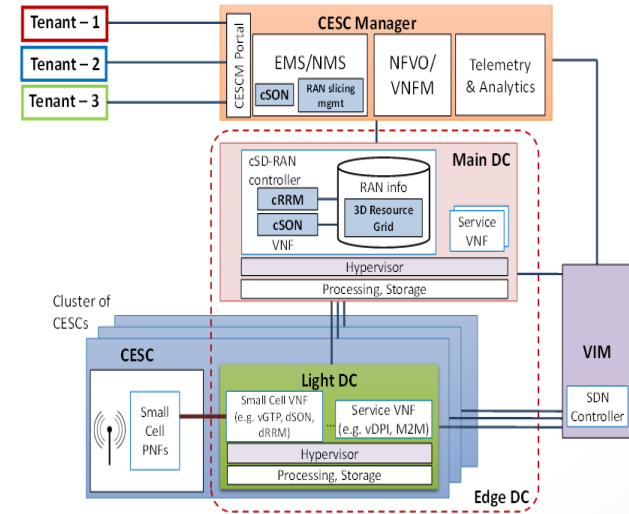 Tenant – 1
Tenant – 2
Tenant – 3
CESC Manager
CESCM Portal
EMS/NMS
cSON
RAN slicing
mgmt
NFVO/
VNFM
Telemetry
& Analytics
Main DC
cSD-RAN
controller
cRRM
cSON
VNF
RAN info
3D Resource
Grid
Service
VNF
Hypervisor
Processing, Storage
Cluster of
CESCs
CESC
Small
Cell
PNFs
Light DC
Small Cell VNF
(e.g. vGTP, dSON,
dRRM)
...
Service VNF
(e.g. vDPI, M2M)
Hypervisor
Processing, Storage
Edge DC
VIM
SDN
Controller